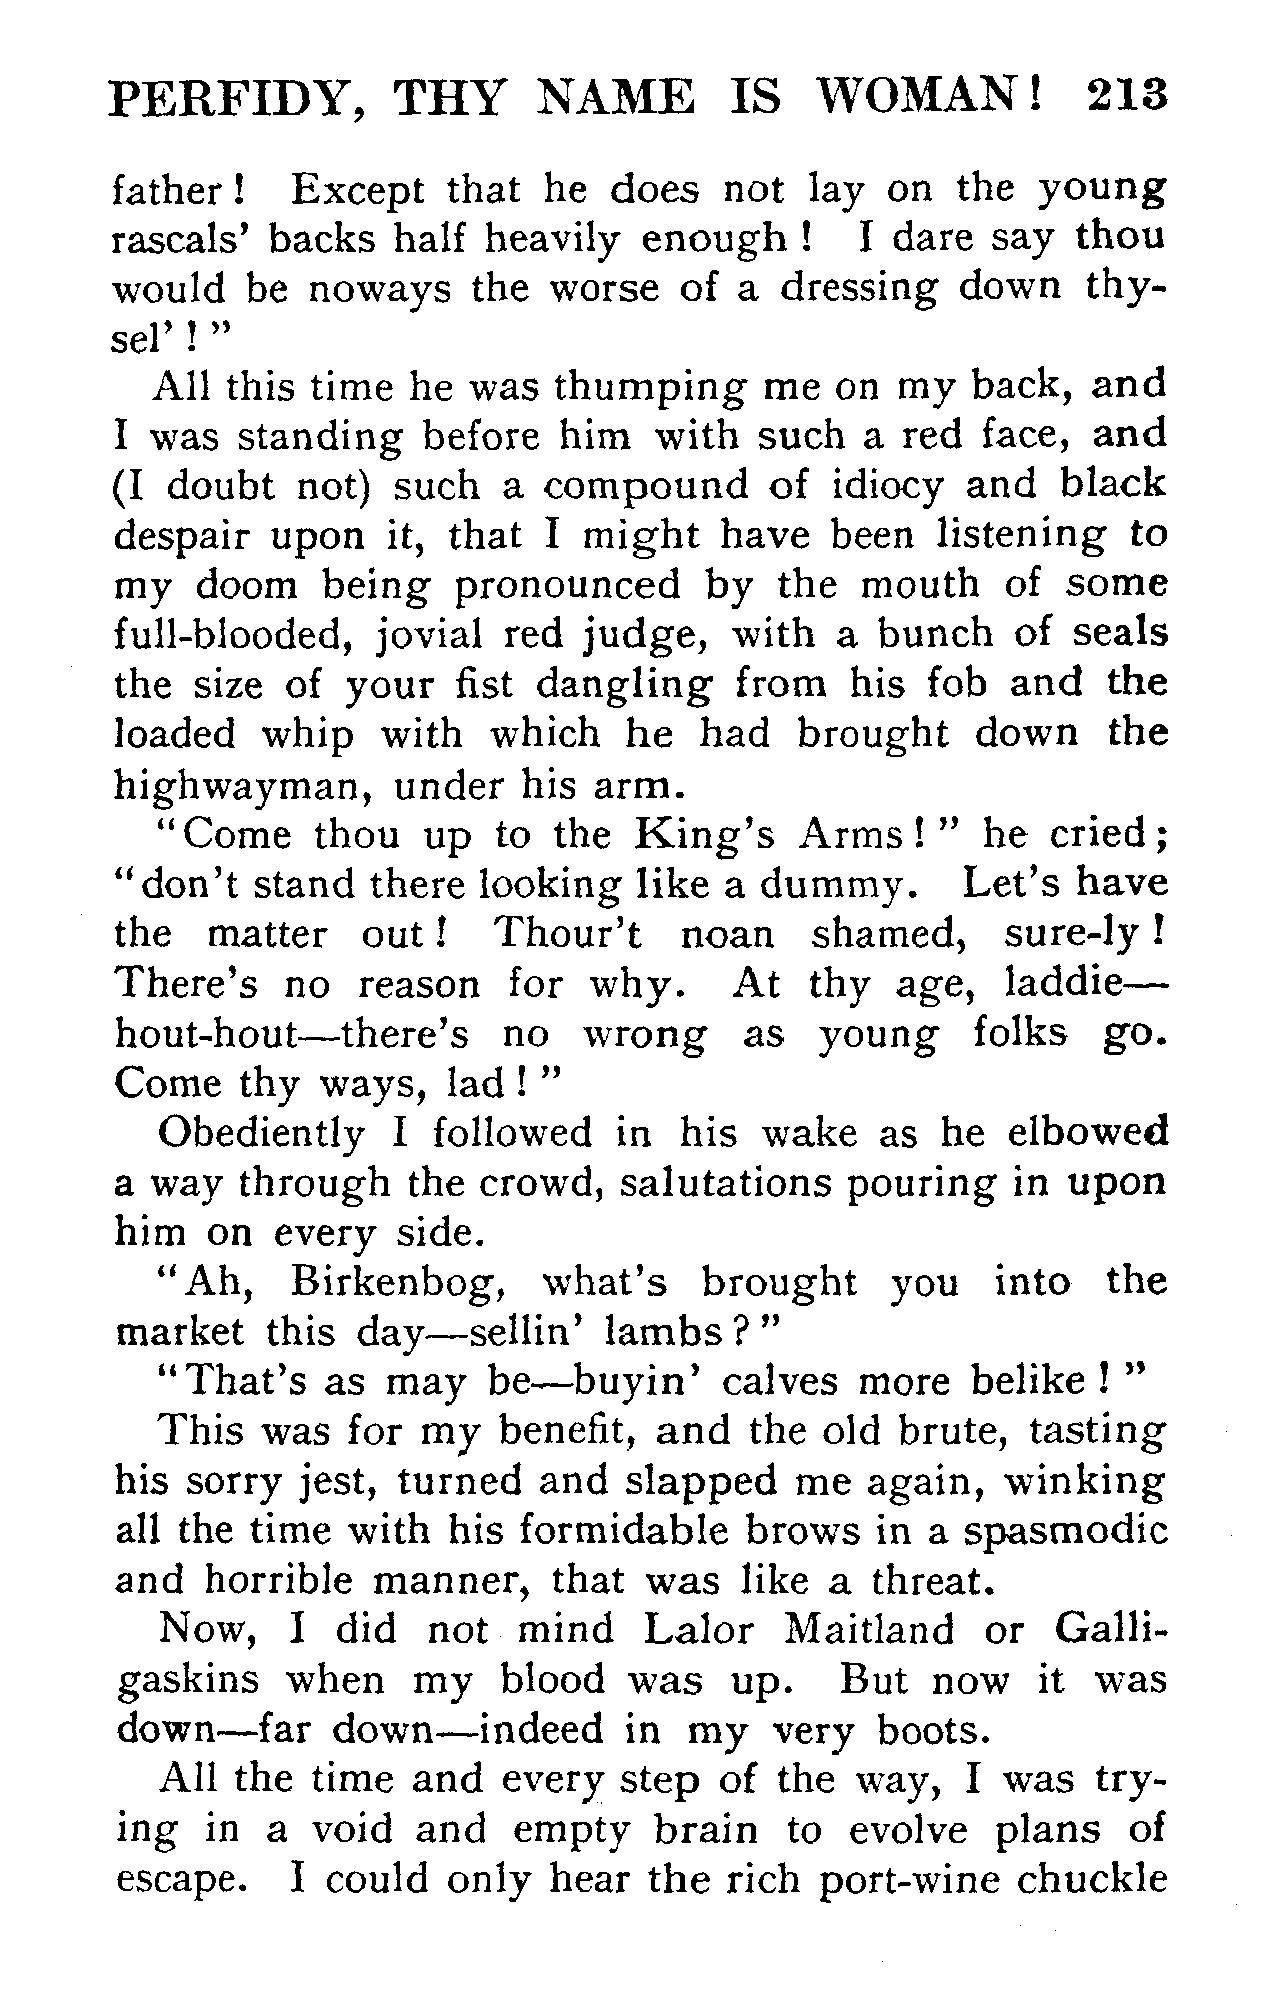 PERFIDY, THY NAME IS WOMAN! 213
father! Except that he does not lay on the young
rascals' backs half heavily enough! I dare say thou
would be noways the worse of a dressing down thy-
sel'!"
All this time he was thumping me on my back, and
I was standing before him with such a red face, and
(I doubt not) such a compound of idiocy and black
despair upon it, that I might have been listening to
my doom being pronounced by the mouth of some
full-blooded, jovial red judge, with a bunch of seals
the size of your fist dangling from his fob and the
loaded whip with which he had brought down the
highwayman, under his arm.
"Come thou up to the King's Arms!" he cried;
"don't stand there looking like a dummy. Let's have
the matter out! Thour't noan shamed, sure-ly!
There's no reason for why. At thy age, laddie—
hout-hout—there's no wrong as young folks go.
Come thy ways, lad!"
Obediently I followed in his wake as he elbowed
a way through the crowd, salutations pouring in upon
him on every side.
"Ah, Birkenbog, what's brought you into the
market this day—sellin' lambs?"
"That's as may be—buyin' calves more belike!"
This was for my benefit, and the old brute, tasting
his sorry jest, turned and slapped me again, winking
all the time with his formidable brows in a spasmodic
and horrible manner, that was like a threat.
Now, I did not mind Lalor Maitland or Galli-
gaskins when my blood was up. But now it was
down—far down—indeed in my very boots.
All the time and every step of the way, I was try-
ing in a void and empty brain to evolve plans of
escape. I could only hear the rich port-wine chuckle